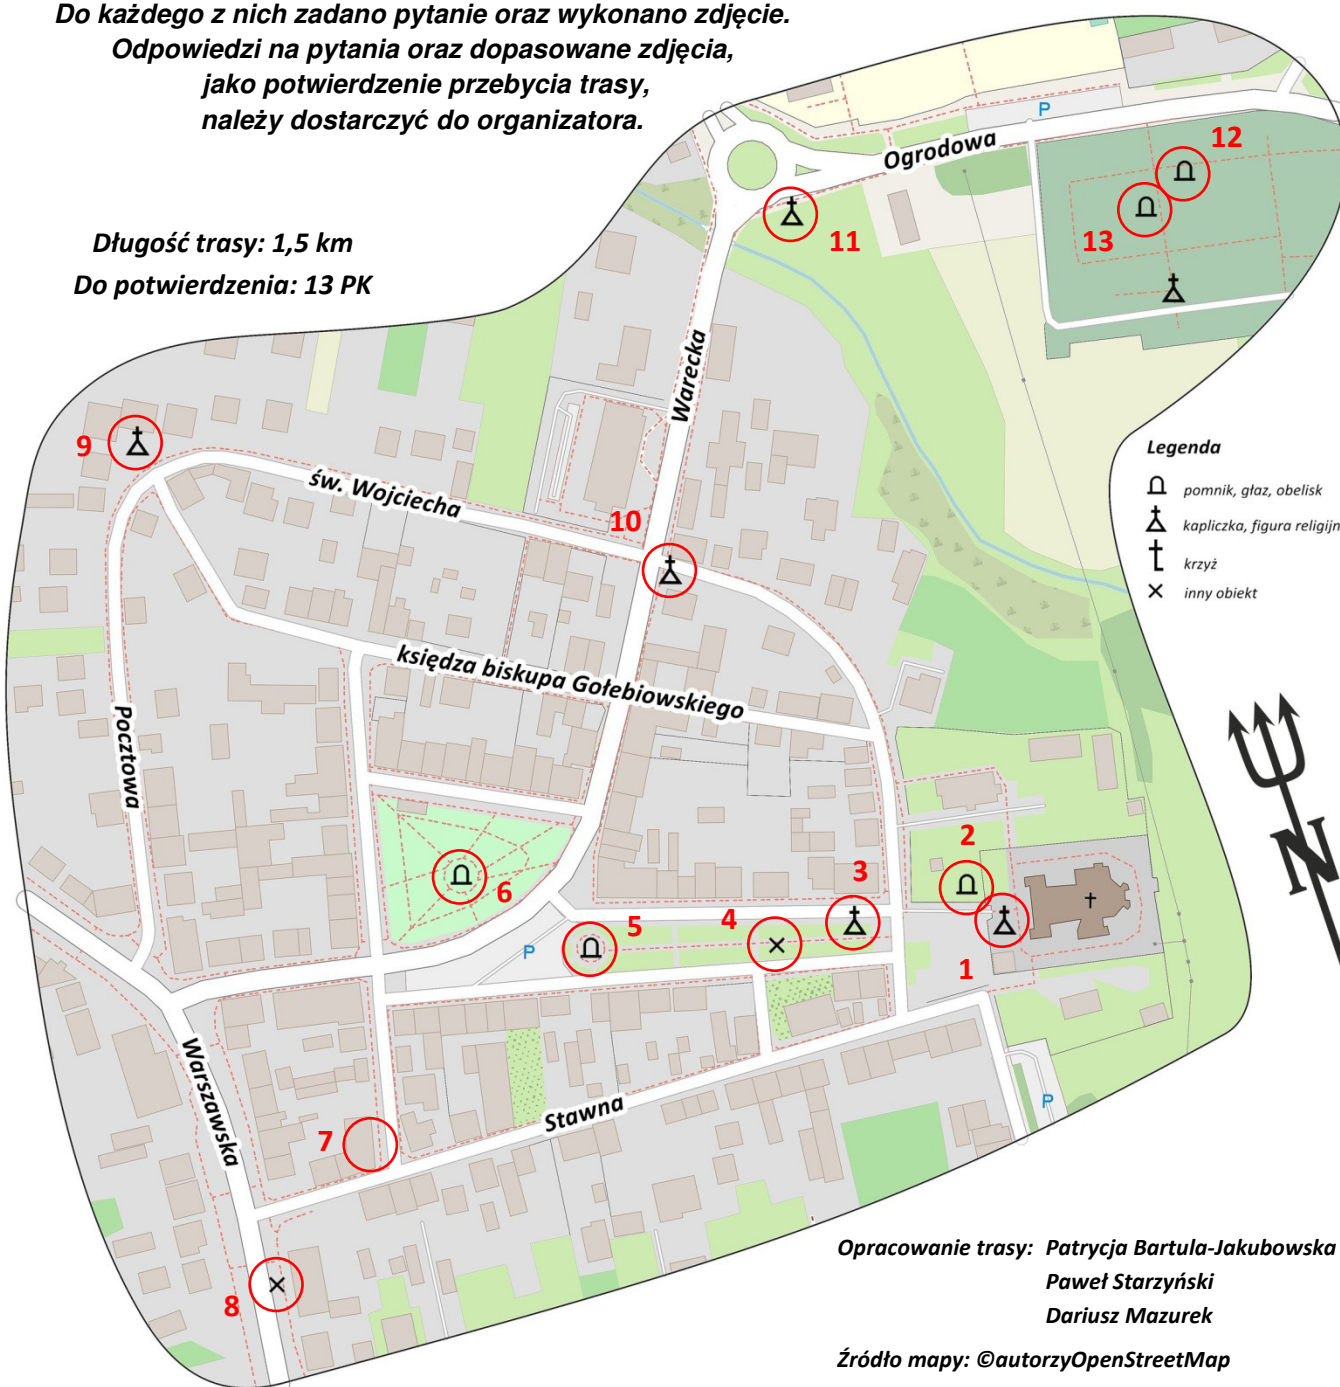 Do każdego z nich zadano pytanie oraz wykonano zdjęcie.
Odpowiedzi na pytania oraz dopasowane zdjęcia,
jako potwierdzenie przebycia trasy,
należy dostarczyć do organizatora.
Długość trasy: 1,5 km
Do potwierdzenia: 13 PK
P
Ogrodowa
12
13
11
Warecka
Legenda
pomnik, głaz, obelisk
kapliczka, figura religijn
krzyż
inny obiekt
9
św. Wojciecha
10
księdza biskupa Gołebiowskiego
Pocztowa
N
2
3
6
5
4
P
1
Warszawska
7
Stawna
P
8
Opracowanie trasy: Patrycja Bartula-Jakubowska
Paweł Starzyński
Dariusz Mazurek
Źródło mapy: ©autorzyOpenStreetMap